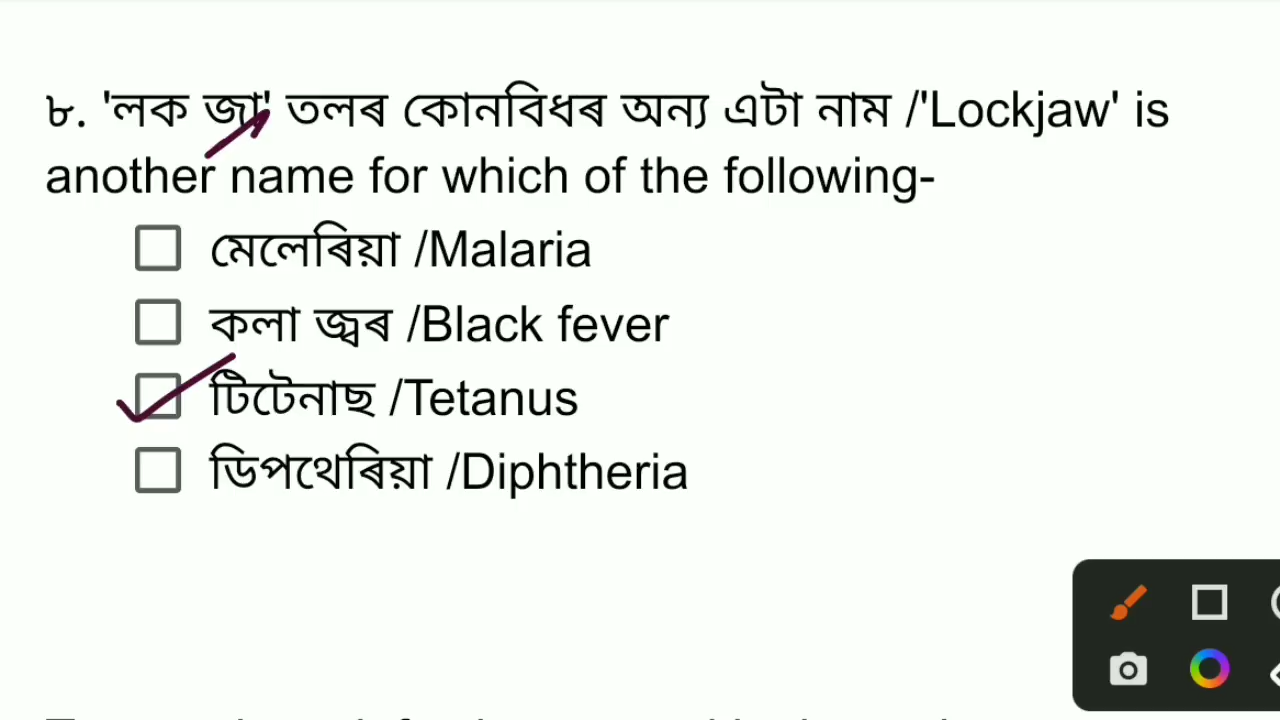 ৮. 'লক জা' তলৰ কোনবিধৰ অন্য এটা নাম /'Lockjaw' is
another name for which of the following-
মেলেৰিয়া /Malaria
কলা জ্বৰ /Black fever
টিটেনাছ /Tetanus
ডিপথেৰিয়া /Diphtheria